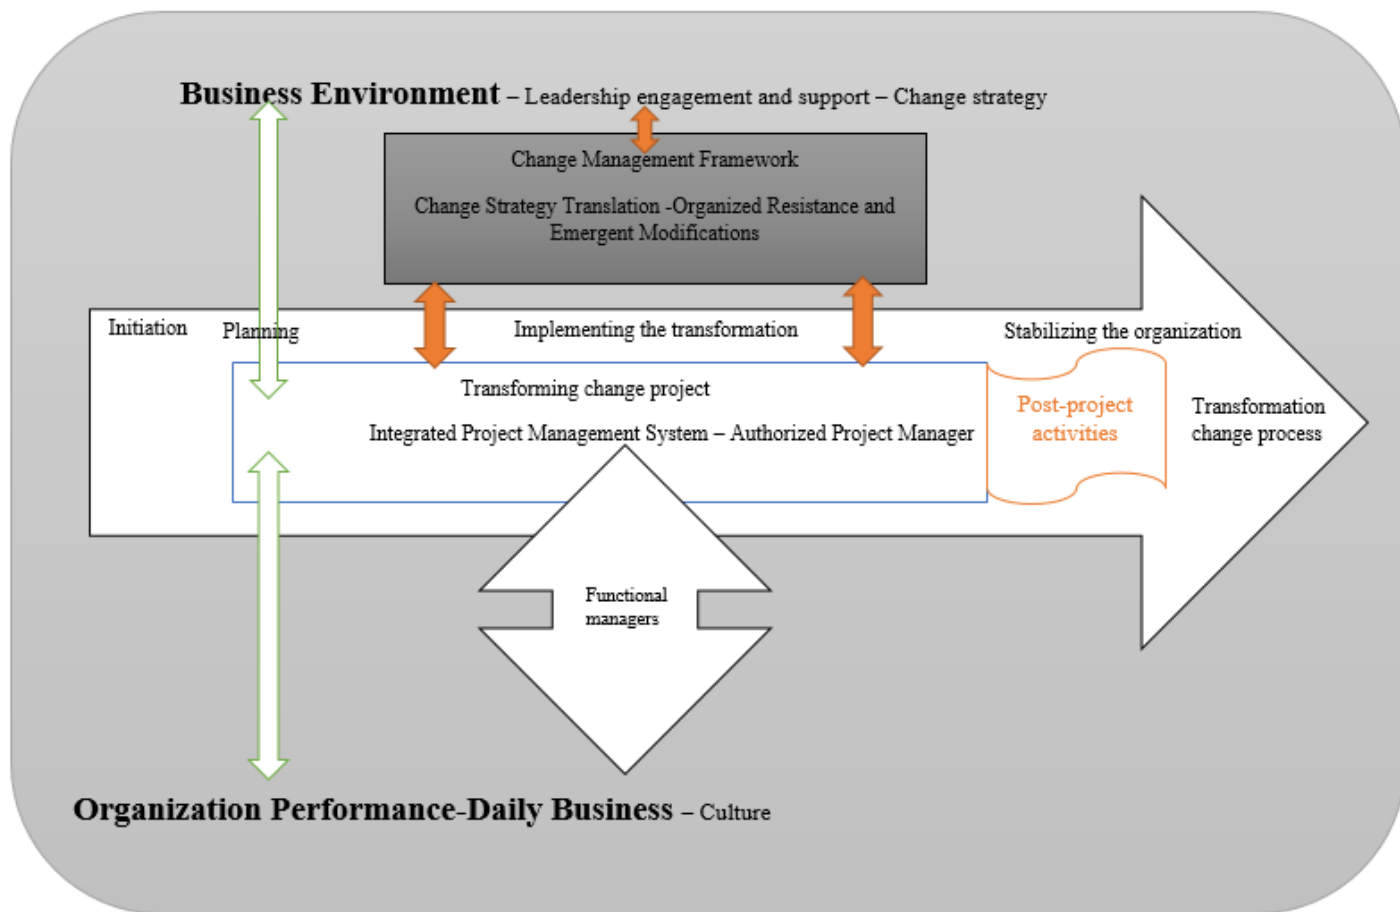 Business Environment – Leadership engagement and support – Change strategy
Change Management Framework
Change Strategy Translation -Organized Resistance and
Emergent Modifications
Initiation
Planning
Implementing the transformation
Stabilizing the organization
Transforming change project
Integrated Project Management System – Authorized Project Manager
Post-project
activities
Transformation
change process
Functional
managers
Organization Performance-Daily Business – Culture